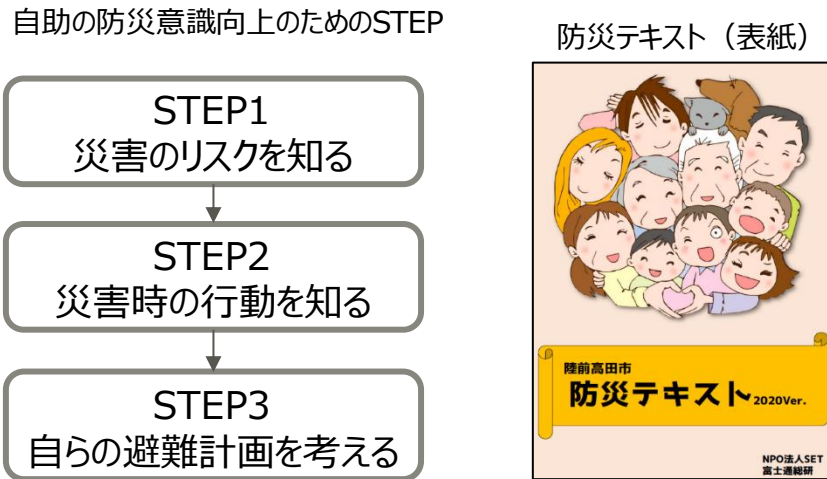 自助の防災意識向上のためのSTEP
STEP1
災害のリスクを知る
STEP2
災害時の行動を知る
STEP3
自らの避難計画を考える
防災テキスト（表紙）
陸前高田市
防災テキスト2020Ver.
NPO法人SET
富士通総研